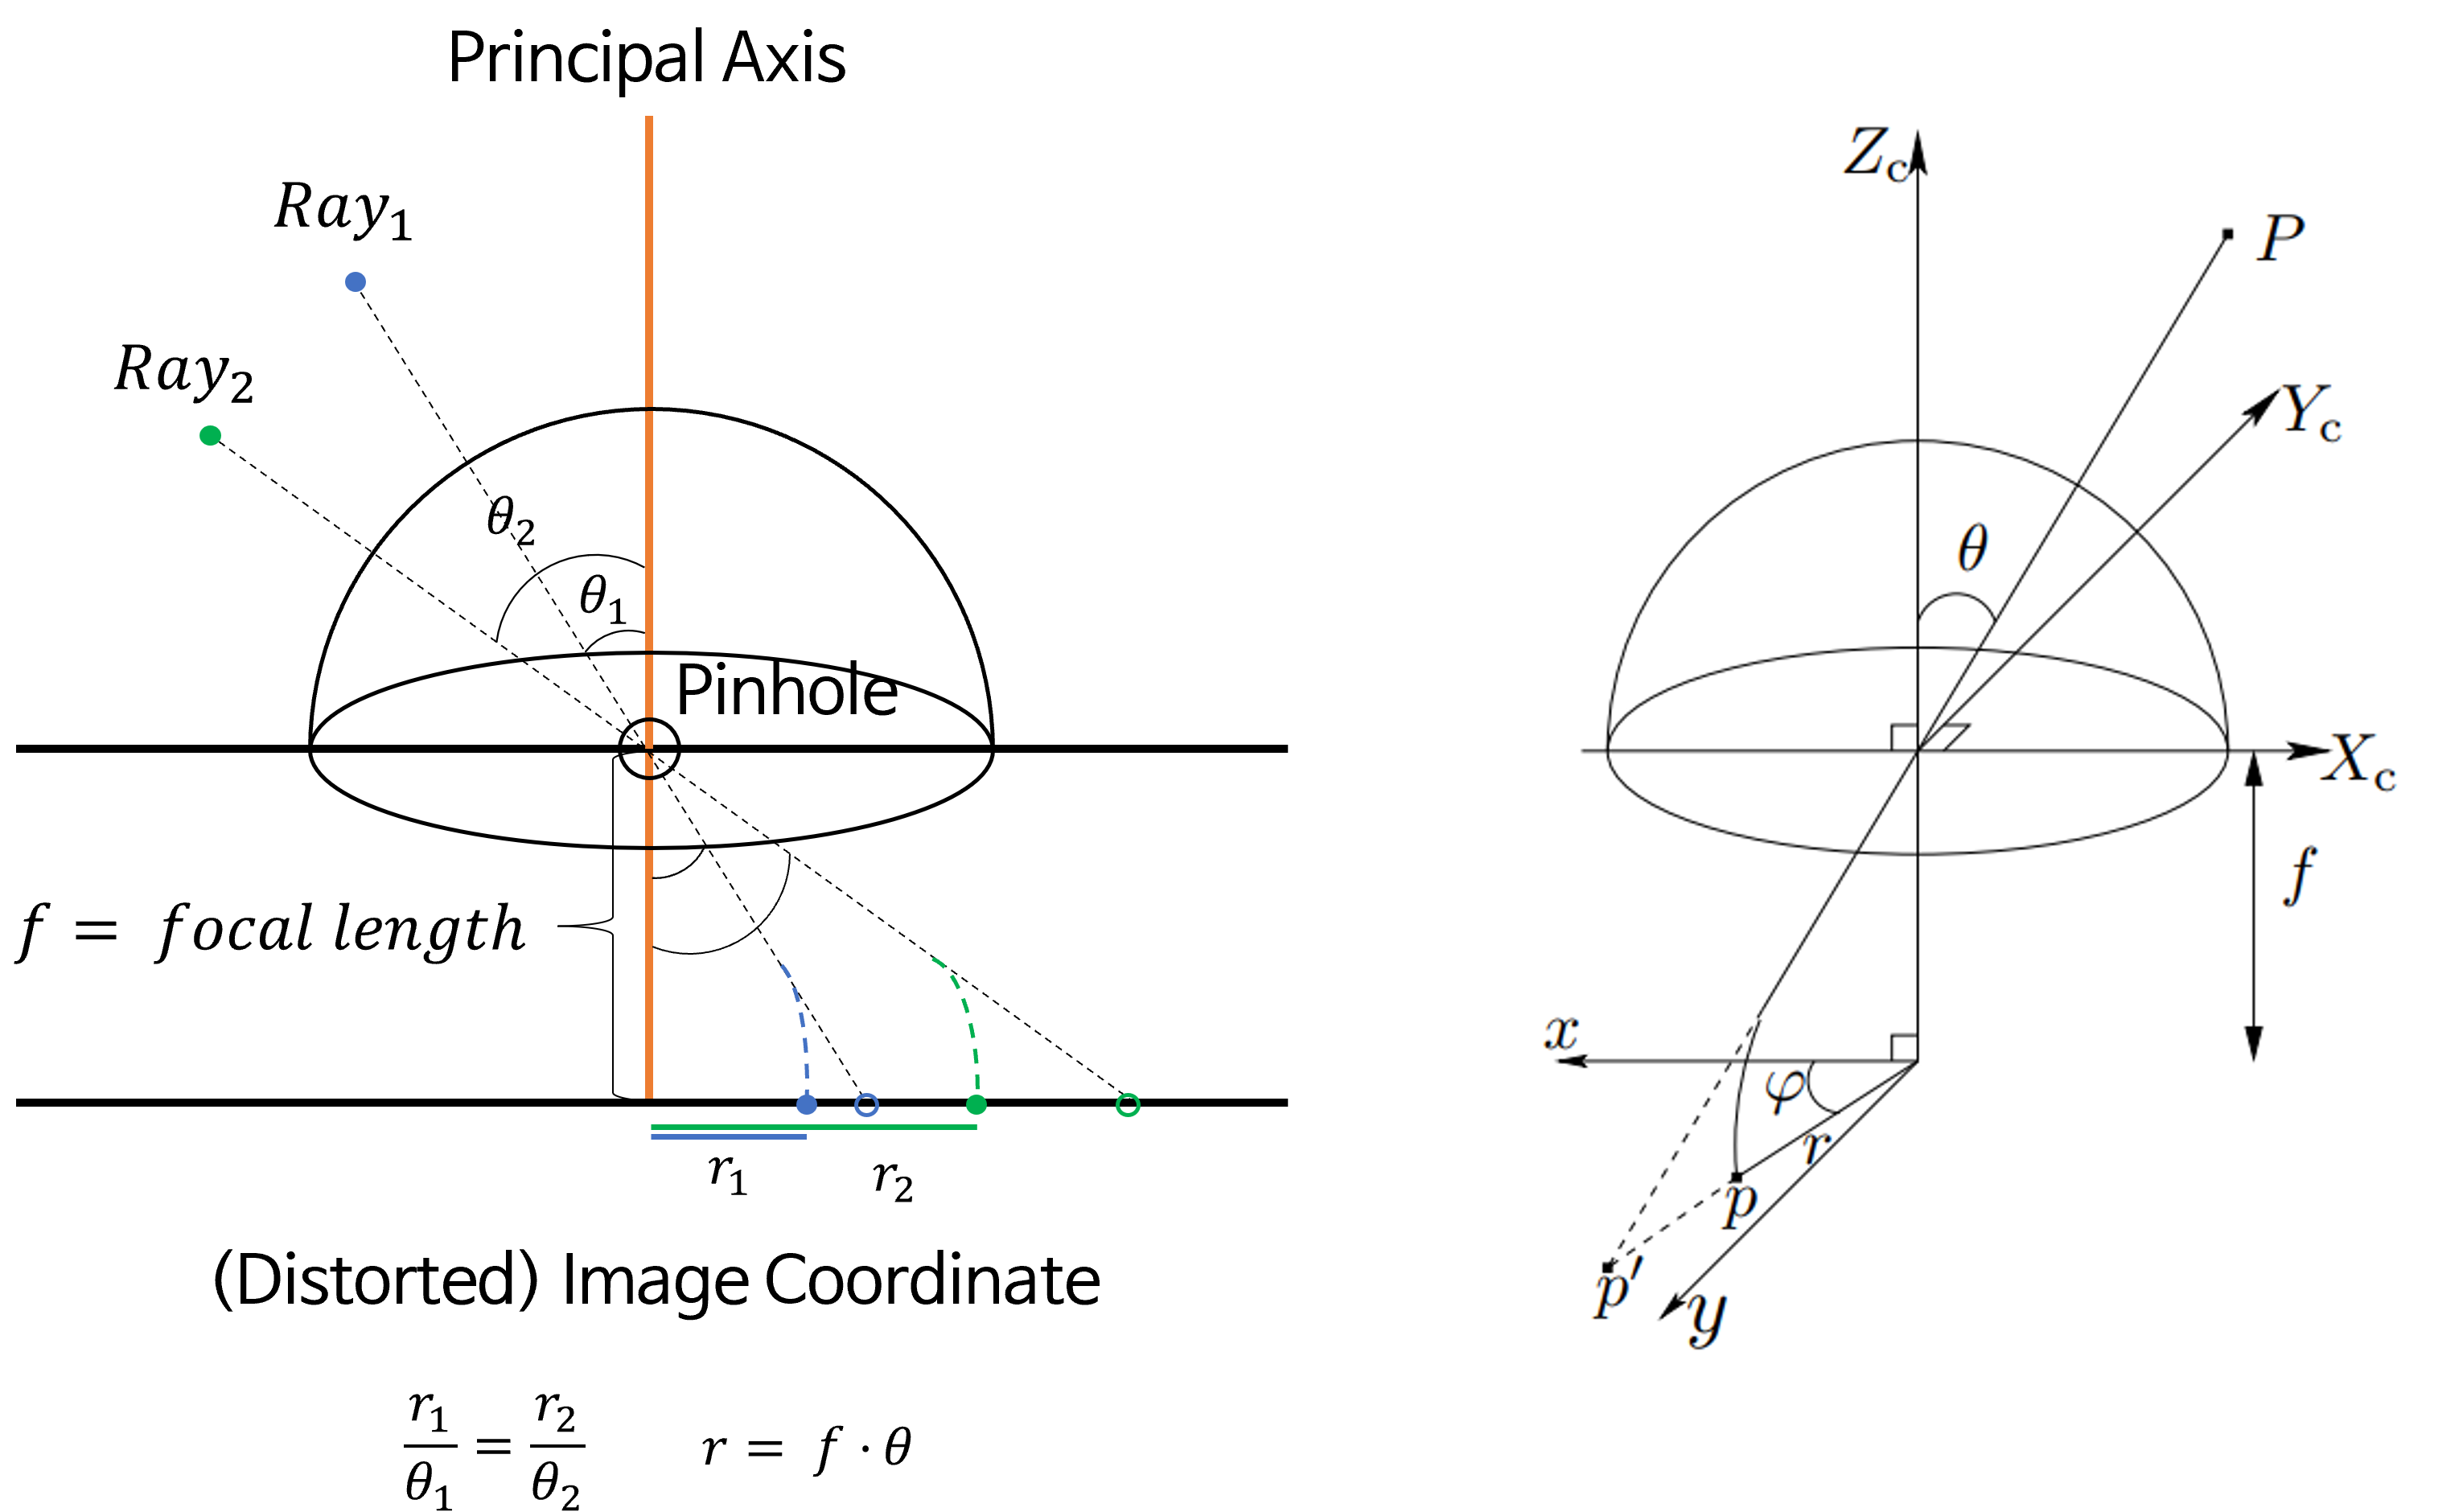 Principal Axis
Ray₁
Ray₂
θ₂
θ₁
Pinhole
f = focal length
r₁
r₂
(Distorted) Image Coordinate
r₁/θ₁ = r₂/θ₂
r = f · θ
Z_c
P
Y_c
θ
X_c
f
x
φ
r
p
p′
y